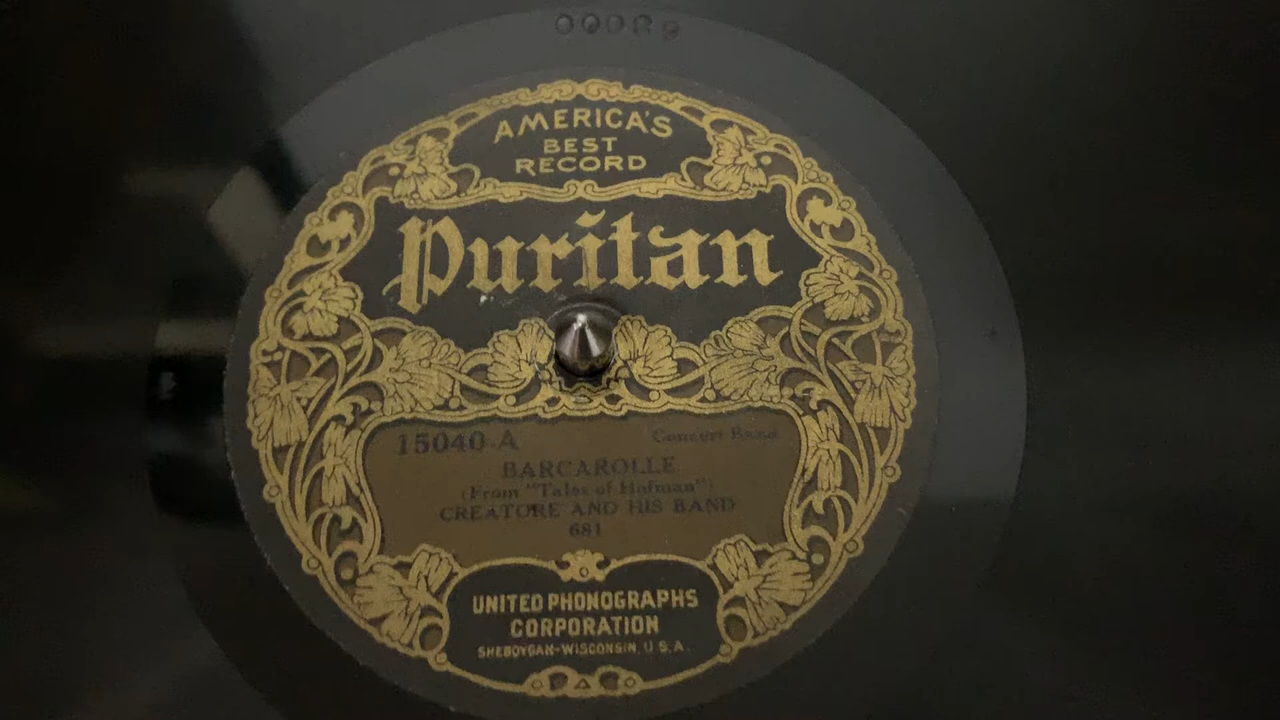 AMERICA'S
BEST
RECORD
Puritan
15040-A Concert Band
BARCAROLLE
(From "Tales of Hofman")
CREATORE AND HIS BAND
681
UNITED PHONOGRAPHS
CORPORATION
SHEBOYGAN-WISCONSIN, U.S.A.